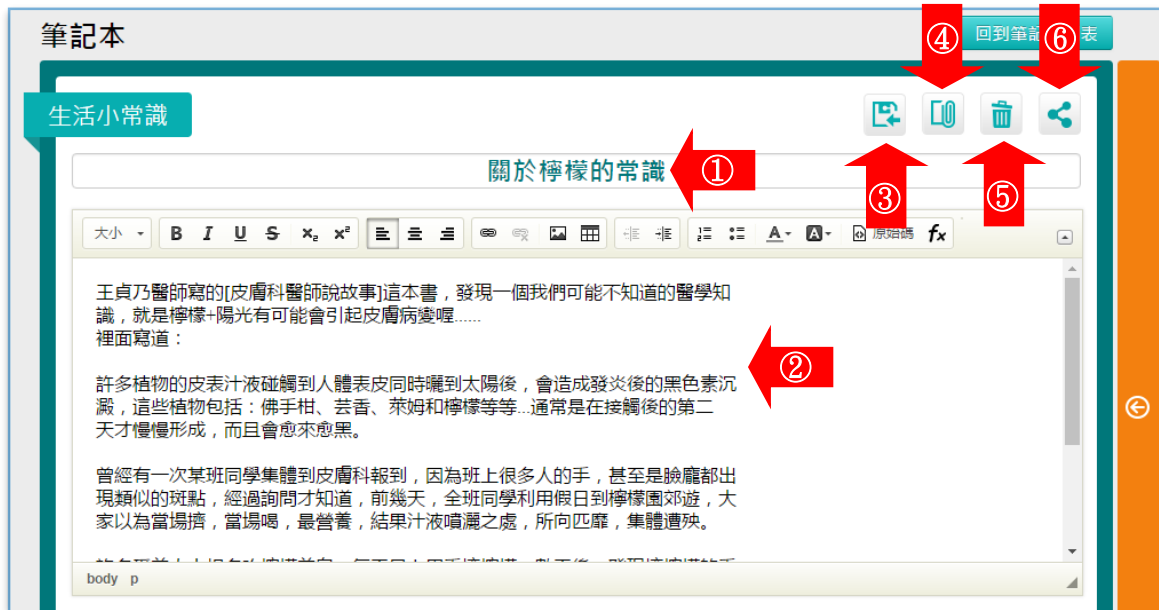 筆記本
④
⑥
回到筆記
表
生活小常識
關於檸檬的常識
①
③
⑤
大小
B I U S x₂ x² A A 原始碼 fx
王貞乃醫師寫的[皮膚科醫師說故事]這本書，發現一個我們可能不知道的醫學知
識，就是檸檬+陽光有可能會引起皮膚病變喔......
裡面寫道：
②
許多植物的皮表汁液碰觸到人體表皮同時曬到太陽後，會造成發炎後的黑色素沉
澱，這些植物包括：佛手柑、芸香、萊姆和檸檬等等...通常是在接觸後的第二
天才慢慢形成，而且會愈來愈黑。
曾經有一次某班同學集體到皮膚科報到，因為班上很多人的手，甚至是臉龐都出
現類似的斑點，經過詢問才知道，前幾天，全班同學利用假日到檸檬園郊遊，大
家以為當場擠，當場喝，最營養，結果汁液噴灑之處，所向匹靡，集體遭殃。
body p